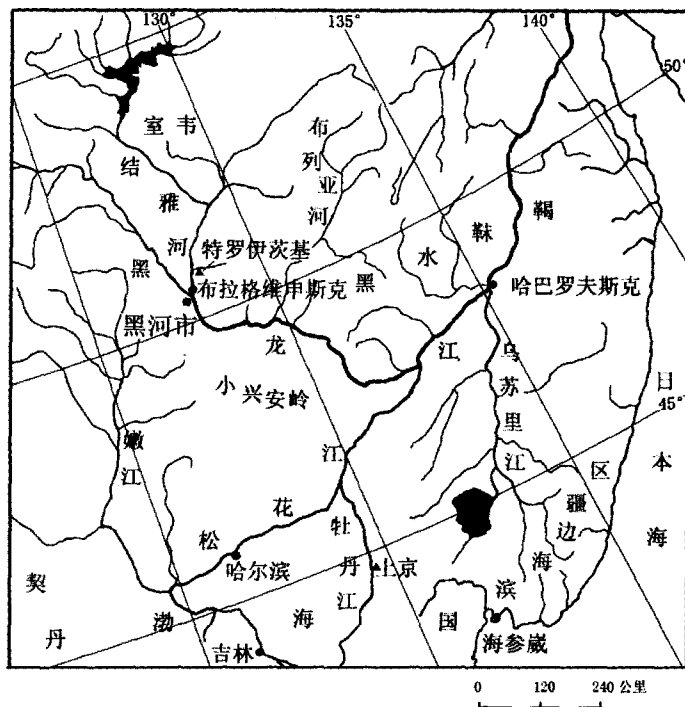 130°
135°
140°
50°
室韦
结雅河
布列亚河
黑水靺鞨
特罗伊茨基
布拉格维申斯克
黑河市
哈巴罗夫斯克
黑龙江
小兴安岭
乌苏里江
日本海
45°
嫩江
松花江
牡丹江
哈尔滨
上京
滨海边疆区
契丹
渤海国
吉林
海参崴
0 120 240 公里